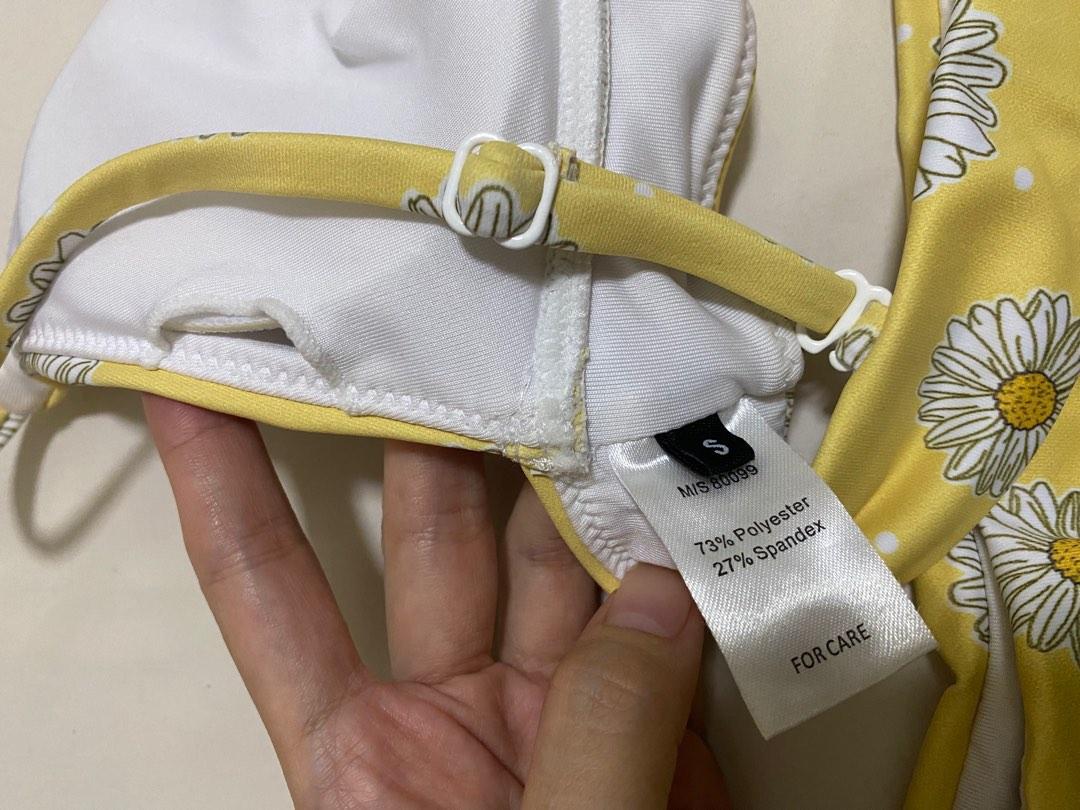 S
M/S 80099
73% Polyester
27% Spandex
FOR CARE